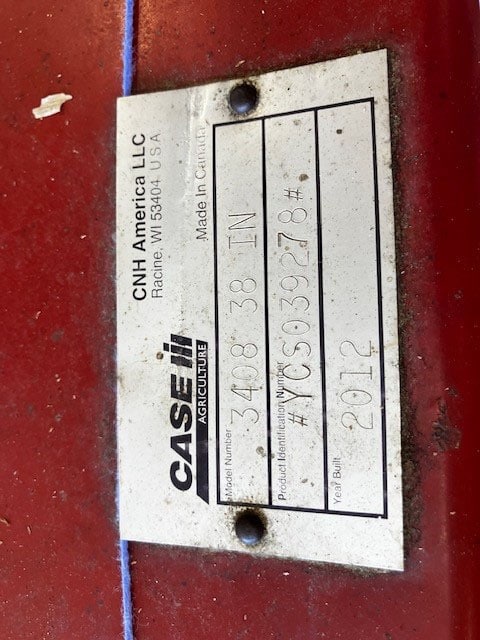 CNH America LLC
Racine, WI 53404 U.S.A.
Made In Canada
CASE IH
AGRICULTURE
Model Number
3408 38 IN
Product Identification Number
#YCS039278#
Year Built
2012